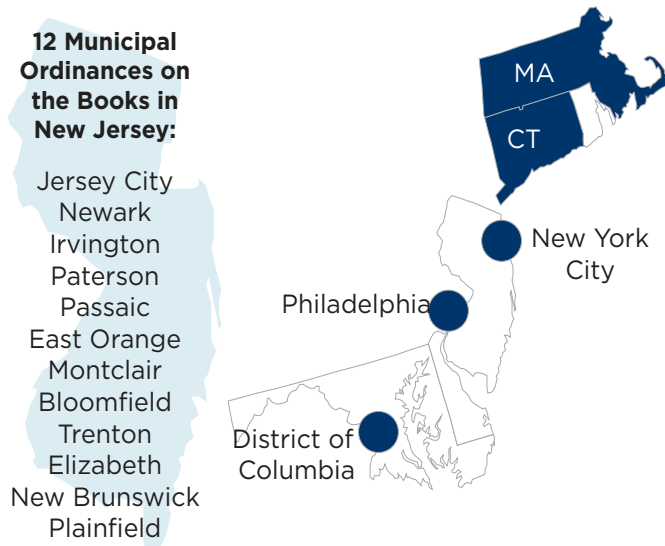 12 Municipal
Ordinances on
the Books in
New Jersey:
Jersey City
Newark
Irvington
Paterson
Passaic
East Orange
Montclair
Bloomfield
Trenton
Elizabeth
New Brunswick
Plainfield
MA
CT
New York
City
Philadelphia
District of
Columbia